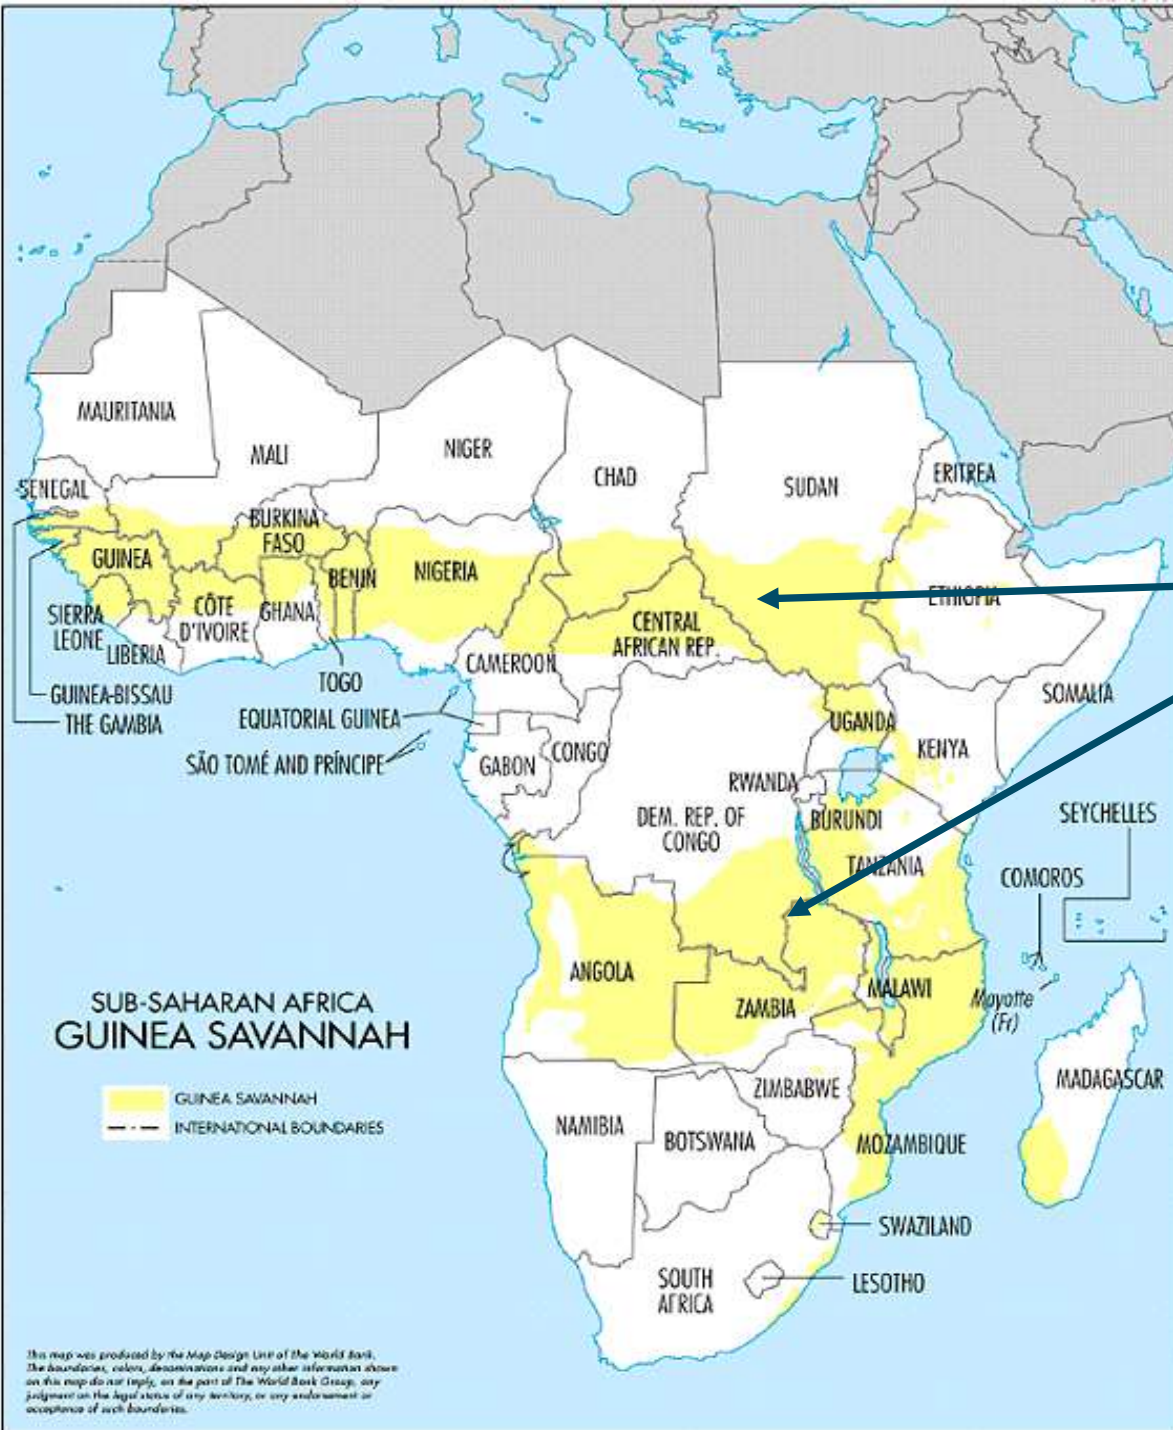 MAURITANIA
MALI
NIGER
CHAD
SUDAN
ERITREA
SENEGAL
BURKINA
FASO
GUINEA
BENIN
NIGERIA
ETHIOPIA
SIERRA
LEONE
CÔTE
D'IVOIRE
GHANA
LIBERIA
CENTRAL
AFRICAN REP.
CAMEROON
GUINEA-BISSAU
THE GAMBIA
TOGO
SOMALIA
EQUATORIAL GUINEA
UGANDA
KENYA
SÃO TOMÉ AND PRÍNCIPE
GABON
CONGO
RWANDA
DEM. REP. OF
CONGO
BURUNDI
SEYCHELLES
TANZANIA
COMOROS
ANGOLA
MALAWI
ZAMBIA
Mayotte
(Fr)
SUB-SAHARAN AFRICA
GUINEA SAVANNAH
MADAGASCAR
ZIMBABWE
GUINEA SAVANNAH
INTERNATIONAL BOUNDARIES
NAMIBIA
BOTSWANA
MOZAMBIQUE
SWAZILAND
SOUTH
AFRICA
LESOTHO
This map was produced by the Map Design Unit of The World Bank.
The boundaries, colors, denominations and any other information shown
on this map do not imply, on the part of The World Bank Group, any
judgment on the legal status of any territory, or any endorsement or
acceptance of such boundaries.